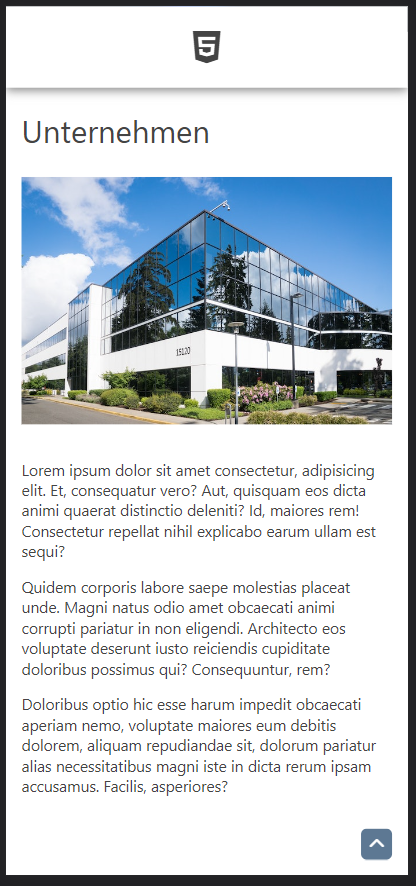 5
Unternehmen
15120
Lorem ipsum dolor sit amet consectetur, adipisicing
elit. Et, consequatur vero? Aut, quisquam eos dicta
animi quaerat distinctio deleniti? Id, maiores rem!
Consectetur repellat nihil explicabo earum ullam est
sequi?
Quidem corporis labore saepe molestias placeat
unde. Magni natus odio amet obcaecati animi
corrupti pariatur in non eligendi. Architecto eos
voluptate deserunt iusto reiciendis cupiditate
doloribus possimus qui? Consequuntur, rem?
Doloribus optio hic esse harum impedit obcaecati
aperiam nemo, voluptate maiores eum debitis
dolorem, aliquam repudiandae sit, dolorum pariatur
alias necessitatibus magni iste in dicta rerum ipsam
accusamus. Facilis, asperiores?